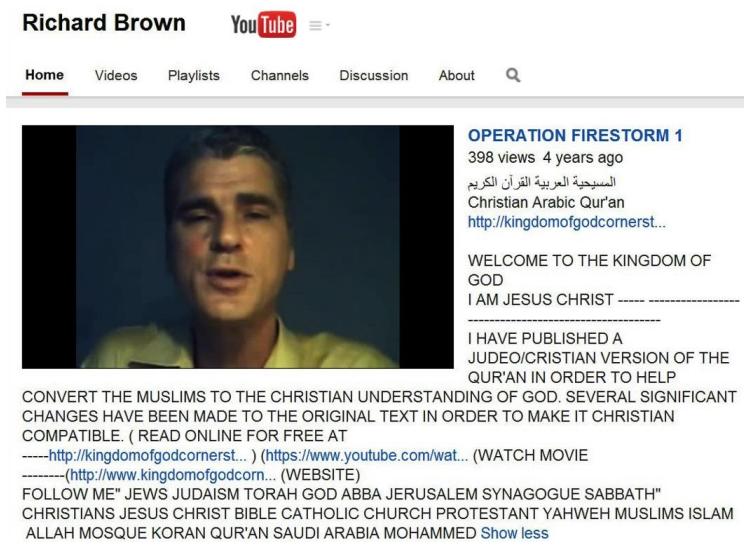 Richard Brown
You Tube
Home Videos Playlists Channels Discussion About
OPERATION FIRESTORM 1
398 views 4 years ago
المسيحية العربية القرآن الكريم
Christian Arabic Qur'an
http://kingdomofgodcornerst...
WELCOME TO THE KINGDOM OF
GOD
I AM JESUS CHRIST ----- -----------------
-------------------------------------
I HAVE PUBLISHED A
JUDEO/CRISTIAN VERSION OF THE
QUR'AN IN ORDER TO HELP
CONVERT THE MUSLIMS TO THE CHRISTIAN UNDERSTANDING OF GOD. SEVERAL SIGNIFICANT
CHANGES HAVE BEEN MADE TO THE ORIGINAL TEXT IN ORDER TO MAKE IT CHRISTIAN
COMPATIBLE. ( READ ONLINE FOR FREE AT
-----http://kingdomofgodcornerst... ) (https://www.youtube.com/wat... (WATCH MOVIE
--------(http://www.kingdomofgodcorn... (WEBSITE)
FOLLOW ME" JEWS JUDAISM TORAH GOD ABBA JERUSALEM SYNAGOGUE SABBATH"
CHRISTIANS JESUS CHRIST BIBLE CATHOLIC CHURCH PROTESTANT YAHWEH MUSLIMS ISLAM
ALLAH MOSQUE KORAN QUR'AN SAUDI ARABIA MOHAMMED Show less